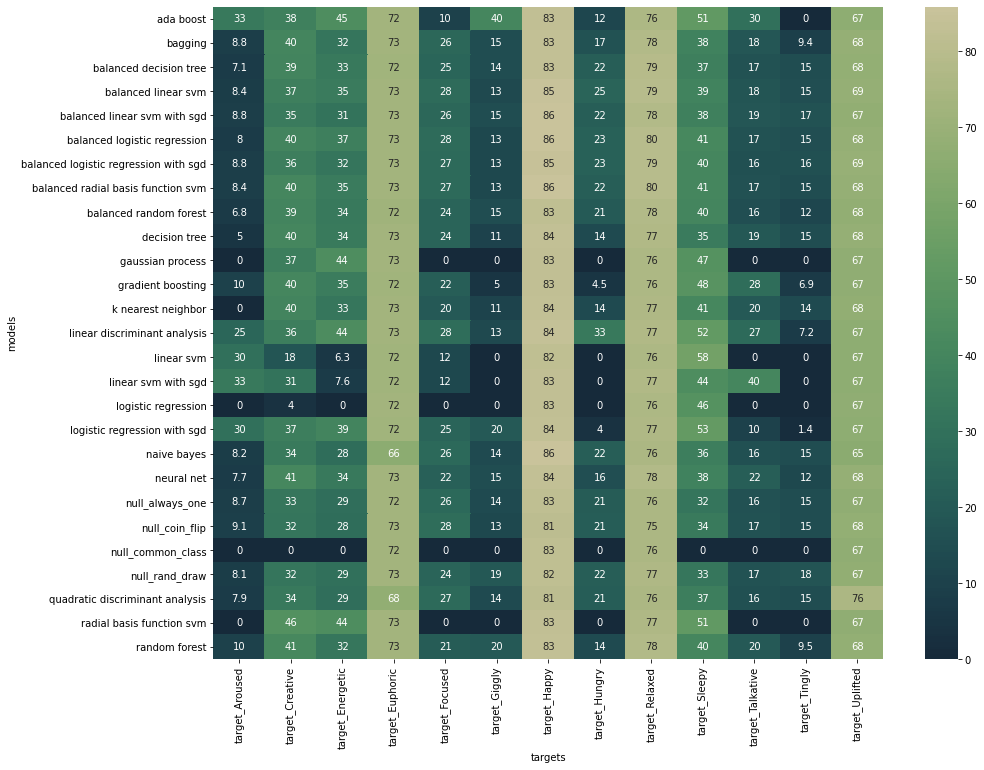 models
ada boost 33 38 45 72 10 40 83 12 76 51 30 0 67
bagging 8.8 40 32 73 26 15 83 17 78 38 18 9.4 68
balanced decision tree 7.1 39 33 72 25 14 83 22 79 37 17 15 68
balanced linear svm 8.4 37 35 73 28 13 85 25 79 39 18 15 69
balanced linear svm with sgd 8.8 35 31 73 26 15 86 22 78 38 19 17 67
balanced logistic regression 8 40 37 73 28 13 86 23 80 41 17 15 68
balanced logistic regression with sgd 8.8 36 32 73 27 13 85 23 79 40 16 16 69
balanced radial basis function svm 8.4 40 35 73 27 13 86 22 80 41 17 15 68
balanced random forest 6.8 39 34 72 24 15 83 21 78 40 16 12 68
decision tree 5 40 34 73 24 11 84 14 77 35 19 15 68
gaussian process 0 37 44 73 0 0 83 0 76 47 0 0 67
gradient boosting 10 40 35 72 22 5 83 4.5 76 48 28 6.9 67
k nearest neighbor 0 40 33 73 20 11 84 14 77 41 20 14 68
linear discriminant analysis 25 36 44 73 28 13 84 33 77 52 27 7.2 67
linear svm 30 18 6.3 72 12 0 82 0 76 58 0 0 67
linear svm with sgd 33 31 7.6 72 12 0 83 0 77 44 40 0 67
logistic regression 0 4 0 72 0 0 83 0 76 46 0 0 67
logistic regression with sgd 30 37 39 73 25 20 84 4 77 53 10 1.4 67
naive bayes 8.2 34 28 66 26 14 86 22 76 36 16 15 65
neural net 7.7 41 34 73 22 15 84 16 78 38 22 12 68
null_always_one 8.7 33 29 72 26 14 83 21 76 32 16 15 67
null_coin_flip 9.1 32 28 73 28 13 81 21 75 34 17 15 68
null_common_class 0 0 0 72 0 0 83 0 76 0 0 0 67
null_rand_draw 8.1 32 29 73 24 19 82 22 77 33 17 18 67
quadratic discriminant analysis 7.9 34 29 68 27 14 81 21 76 37 16 15 76
radial basis function svm 0 46 44 73 0 0 83 0 77 51 0 0 67
random forest 10 41 32 73 21 20 83 14 78 40 20 9.5 68
target_Aroused
target_Creative
target_Energetic
target_Euphoric
target_Focused
target_Giggly
target_Happy
target_Hungry
target_Relaxed
target_Sleepy
target_Talkative
target_Tingly
target_Uplifted
targets
80
70
60
50
40
30
20
10
0